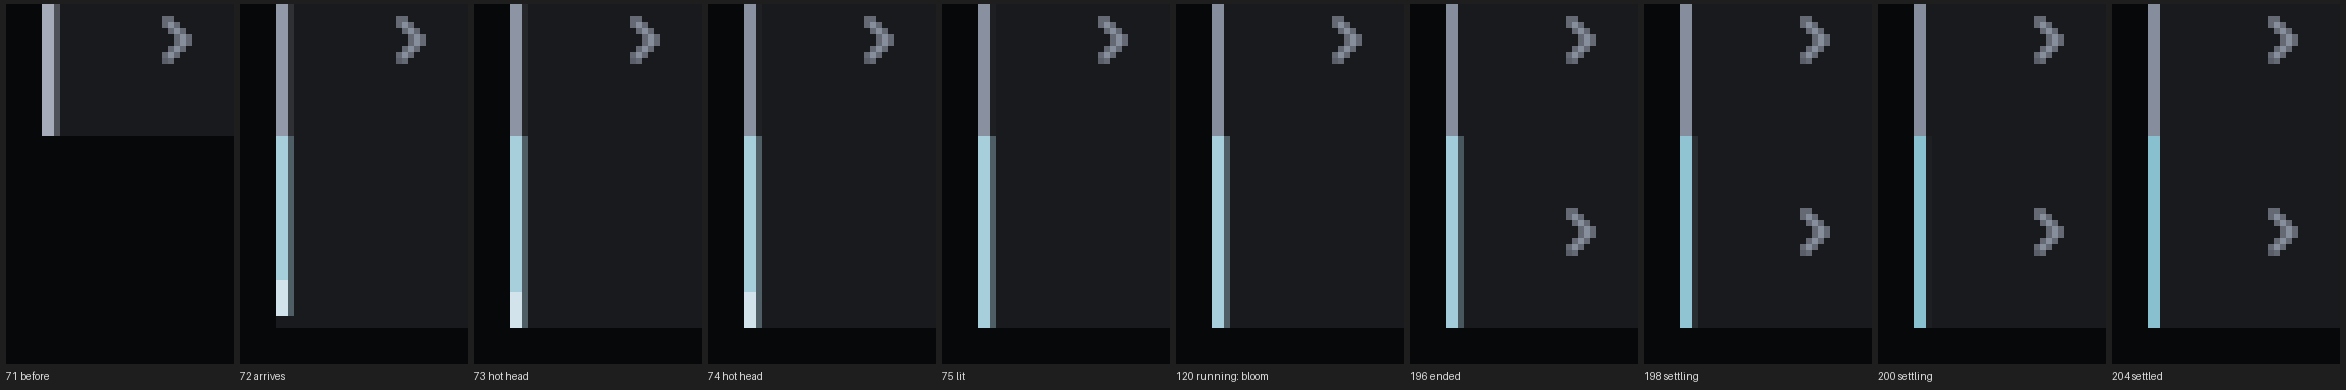 71 before
72 arrives
73 hot head
74 hot head
75 lit
120 running: bloom
196 ended
198 settling
200 settling
204 settled